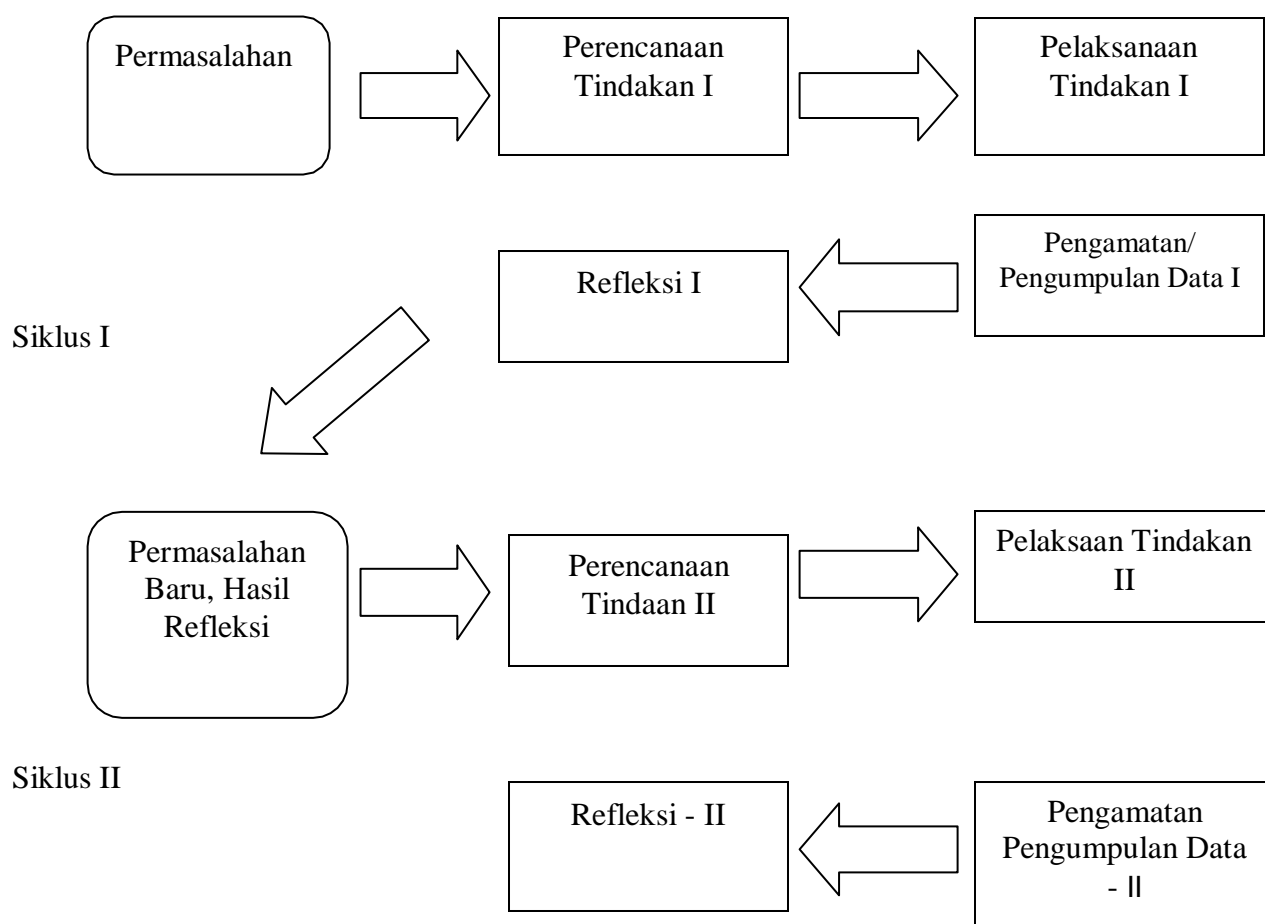 Permasalahan
Perencanaan
Tindakan I
Pelaksanaan
Tindakan I
Pengamatan/
Pengumpulan Data I
Refleksi I
Siklus I
Permasalahan
Baru, Hasil
Refleksi
Perencanaan
Tindaan II
Pelaksaan Tindakan
II
Siklus II
Refleksi - II
Pengamatan
Pengumpulan Data
- II